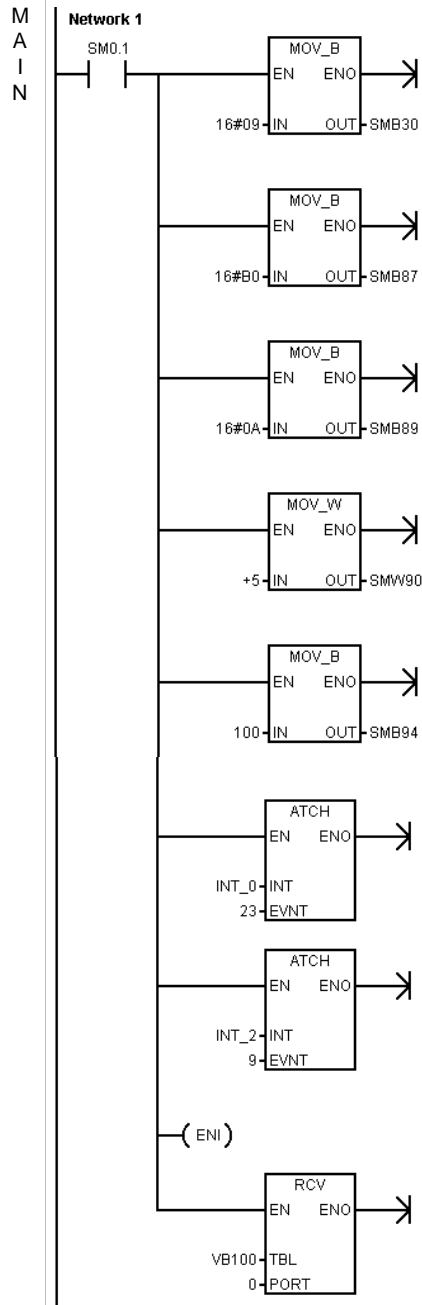 M
A
I
N
Network 1
SM0.1
MOV_B
EN ENO
16#09 IN OUT SMB30
MOV_B
EN ENO
16#B0 IN OUT SMB87
MOV_B
EN ENO
16#0A IN OUT SMB89
MOV_W
EN ENO
+5 IN OUT SMW90
MOV_B
EN ENO
100 IN OUT SMB94
ATCH
EN ENO
INT_0 INT
23 EVNT
ATCH
EN ENO
INT_2 INT
9 EVNT
( ENI )
RCV
EN ENO
VB100 TBL
0 PORT